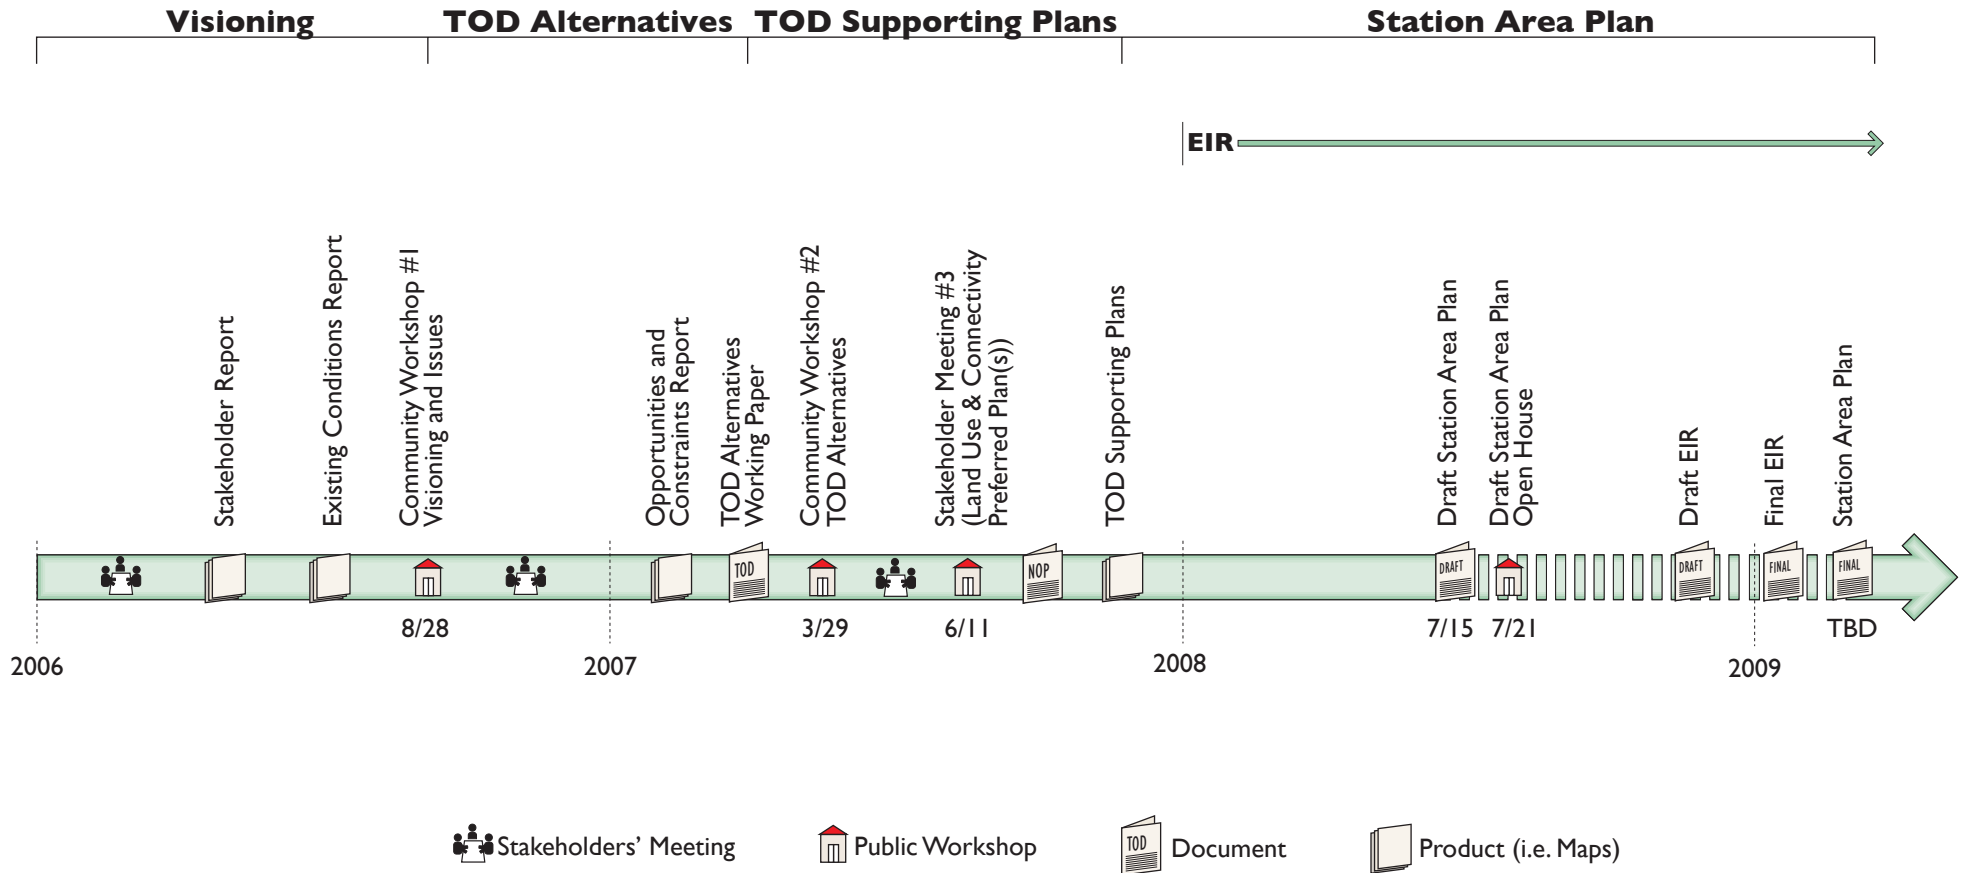 Visioning
TOD Alternatives
TOD Supporting Plans
Station Area Plan
EIR
Stakeholder Report
Existing Conditions Report
Community Workshop #1
Visioning and Issues
Opportunities and
Constraints Report
TOD Alternatives
Working Paper
Community Workshop #2
TOD Alternatives
Stakeholder Meeting #3
(Land Use & Connectivity
Preferred Plan(s))
TOD Supporting Plans
Draft Station Area Plan
Draft Station Area Plan
Open House
Draft EIR
Final EIR
Station Area Plan
TOD
NOP
DRAFT
DRAFT
FINAL
FINAL
8/28
3/29
6/11
7/15
7/21
TBD
2006
2007
2008
2009
Stakeholders’ Meeting
Public Workshop
TOD
Document
Product (i.e. Maps)